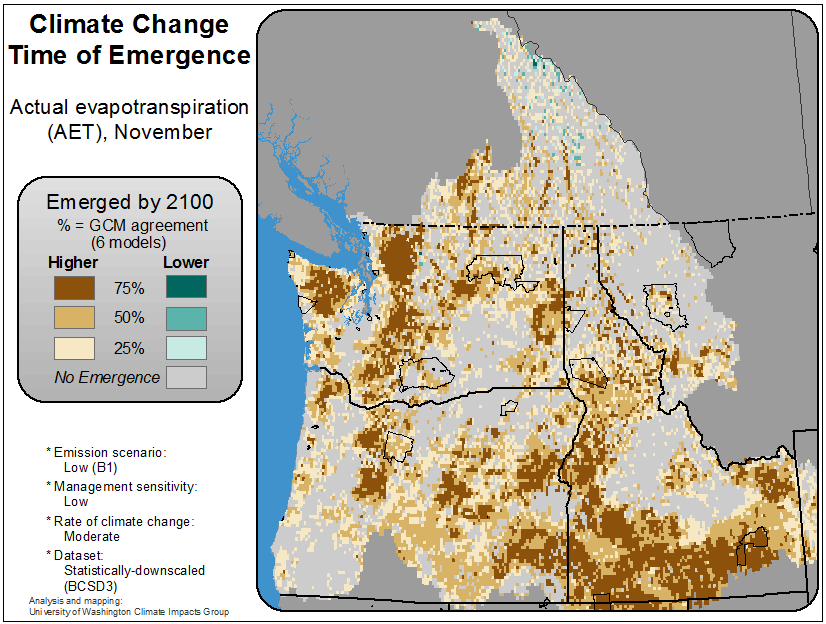 Climate Change
Time of Emergence
Actual evapotranspiration
(AET), November
Emerged by 2100
% = GCM agreement
(6 models)
Higher Lower
75%
50%
25%
No Emergence
* Emission scenario:
Low (B1)
* Management sensitivity:
Low
* Rate of climate change:
Moderate
* Dataset:
Statistically-downscaled
(BCSD3)
Analysis and mapping:
University of Washington Climate Impacts Group